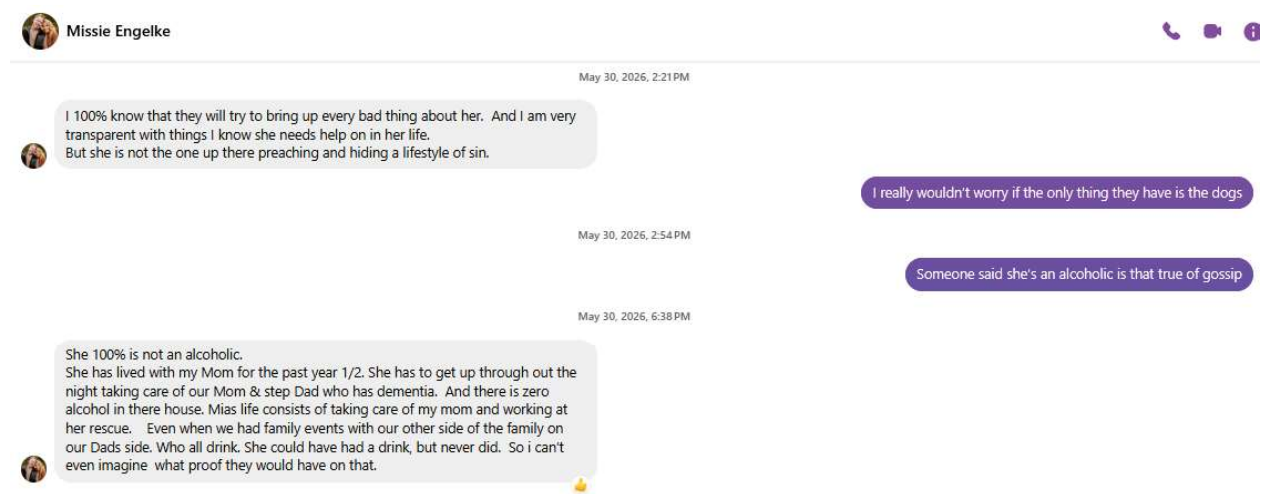 Missie Engelke
May 30, 2026, 2:21 PM
I 100% know that they will try to bring up every bad thing about her.  And I am very
transparent with things I know she needs help on in her life.
But she is not the one up there preaching and hiding a lifestyle of sin.
I really wouldn't worry if the only thing they have is the dogs
May 30, 2026, 2:54 PM
Someone said she's an alcoholic is that true of gossip
May 30, 2026, 6:38 PM
She 100% is not an alcoholic.
She has lived with my Mom for the past year 1/2. She has to get up through out the
night taking care of our Mom & step Dad who has dementia.  And there is zero
alcohol in there house. Mias life consists of taking care of my mom and working at
her rescue.    Even when we had family events with our other side of the family on
our Dads side. Who all drink. She could have had a drink, but never did.  So i can't
even imagine  what proof they would have on that.